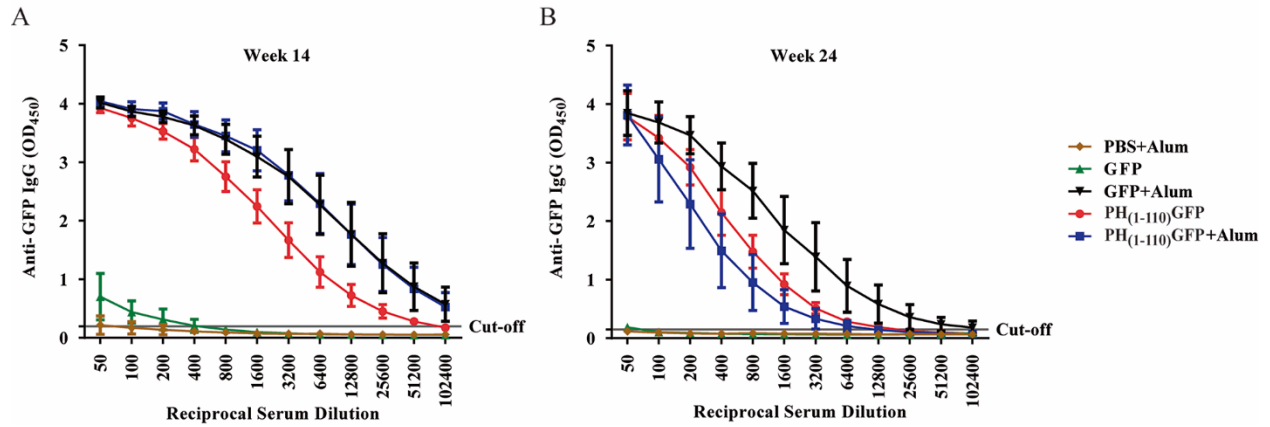 A
B
Week 14
Week 24
Anti-GFP IgG (OD450)
5
4
3
2
1
0
Cut-off
50
100
200
400
800
1600
3200
6400
12800
25600
51200
102400
Reciprocal Serum Dilution
Anti-GFP IgG (OD450)
5
4
3
2
1
0
Cut-off
50
100
200
400
800
1600
3200
6400
12800
25600
51200
102400
Reciprocal Serum Dilution
PBS+Alum
GFP
GFP+Alum
PH(1-110)GFP
PH(1-110)GFP+Alum